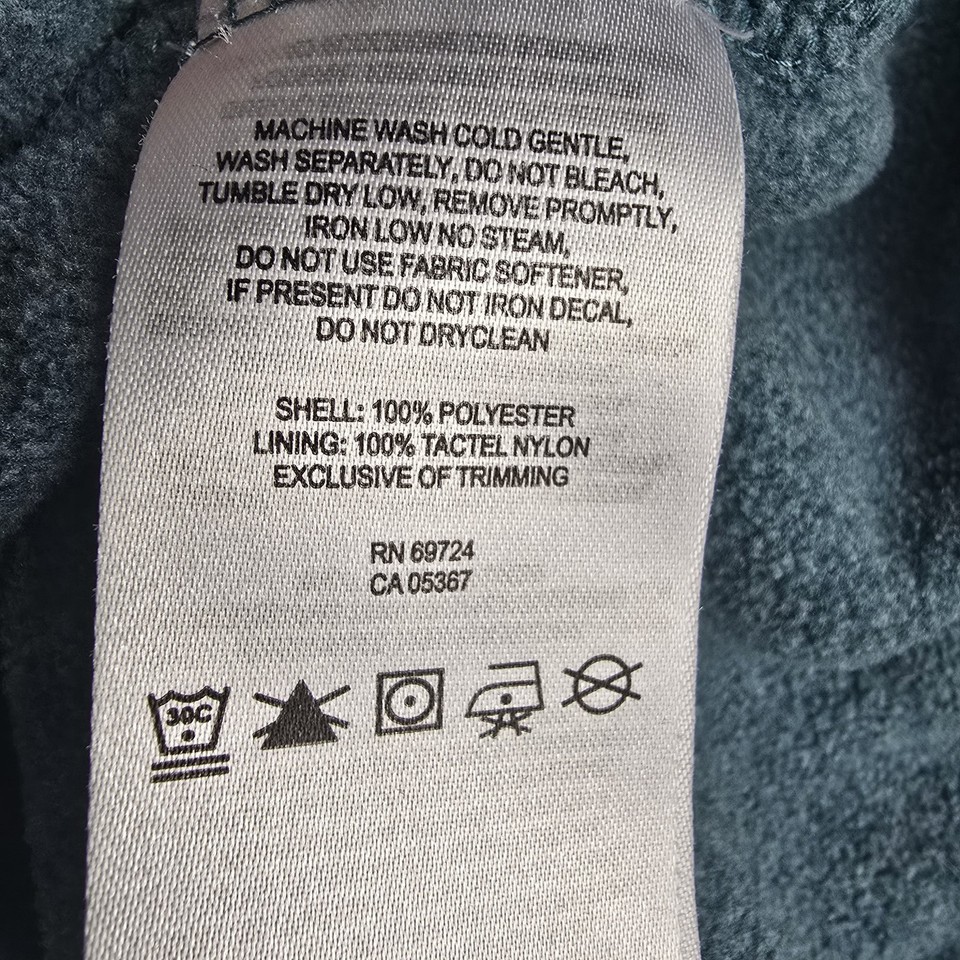 MACHINE WASH COLD GENTLE,
WASH SEPARATELY, DO NOT BLEACH,
TUMBLE DRY LOW, REMOVE PROMPTLY,
IRON LOW NO STEAM,
DO NOT USE FABRIC SOFTENER,
IF PRESENT DO NOT IRON DECAL,
DO NOT DRYCLEAN
SHELL: 100% POLYESTER
LINING: 100% TACTEL NYLON
EXCLUSIVE OF TRIMMING
RN 69724
CA 05367
30C